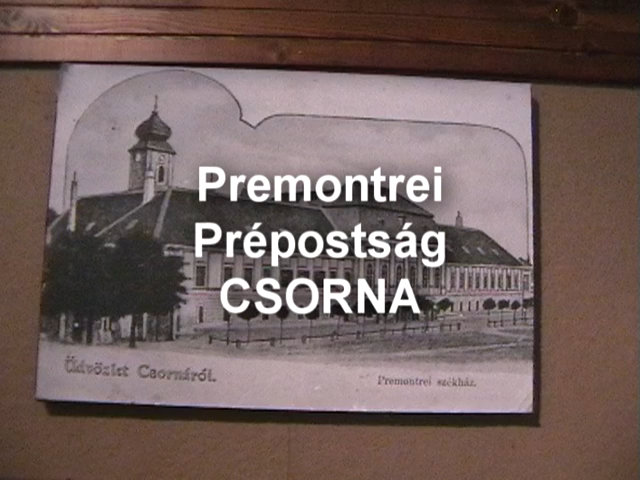 Premontrei
Prépostság
CSORNA
Üdvözlet Csornáról.
Premontrei székház.